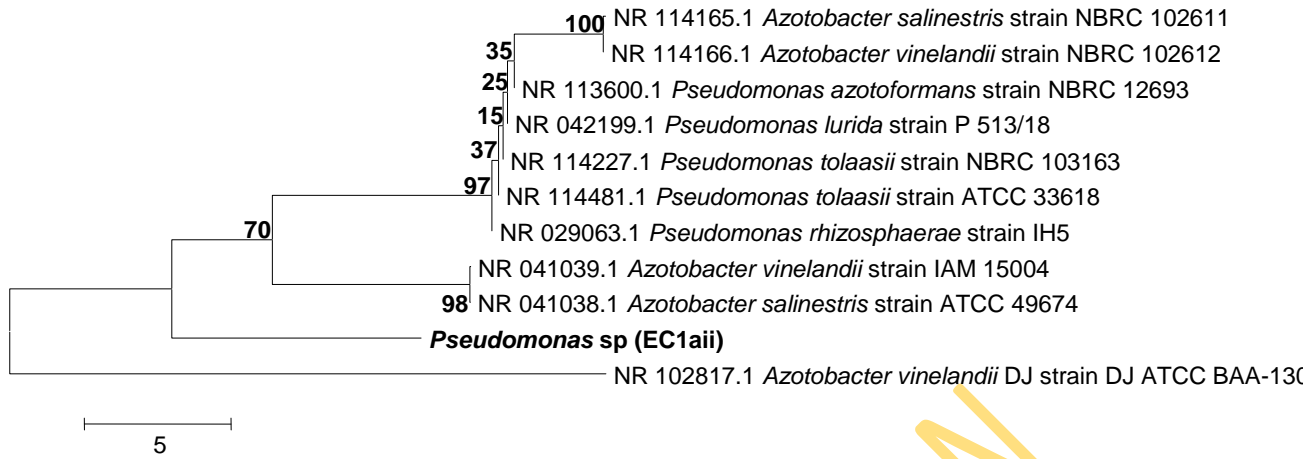 NR 114165.1 Azotobacter salinestris strain NBRC 102611
100
NR 114166.1 Azotobacter vinelandii strain NBRC 102612
35
NR 113600.1 Pseudomonas azotoformans strain NBRC 12693
25
NR 042199.1 Pseudomonas lurida strain P 513/18
15
NR 114227.1 Pseudomonas tolaasii strain NBRC 103163
37
NR 114481.1 Pseudomonas tolaasii strain ATCC 33618
97
NR 029063.1 Pseudomonas rhizosphaerae strain IH5
70
NR 041039.1 Azotobacter vinelandii strain IAM 15004
98 NR 041038.1 Azotobacter salinestris strain ATCC 49674
Pseudomonas sp (EC1aii)
NR 102817.1 Azotobacter vinelandii DJ strain DJ ATCC BAA-130
5